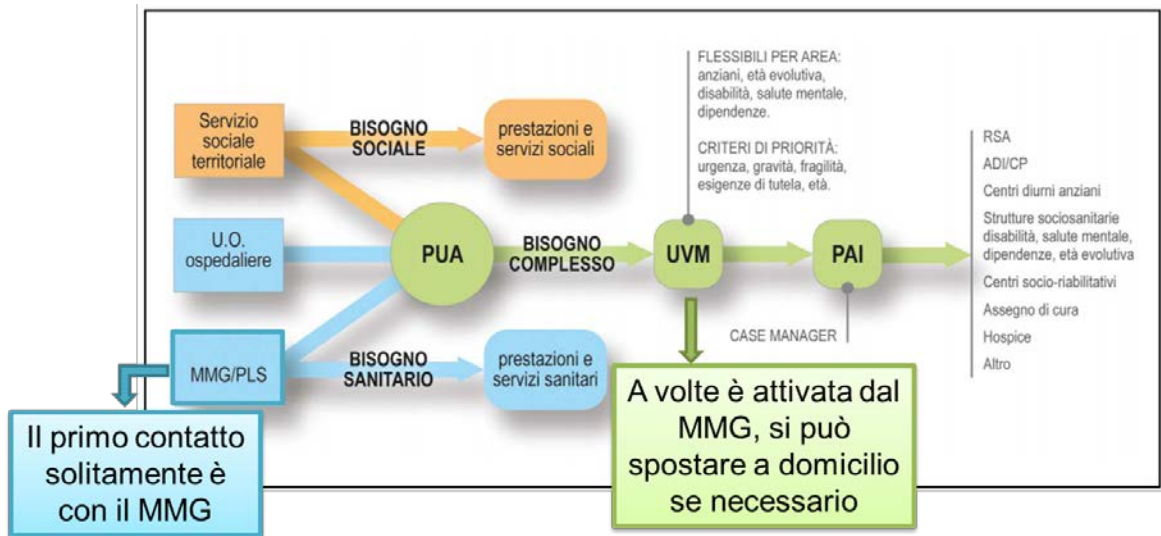 FLESSIBILI PER AREA:
anziani, età evolutiva,
disabilità, salute mentale,
dipendenze.
CRITERI DI PRIORITÀ:
urgenza, gravità, fragilità,
esigenze di tutela, età.
Servizio
sociale
territoriale
BISOGNO
SOCIALE
prestazioni e
servizi sociali
U.O.
ospedaliere
PUA
BISOGNO
COMPLESSO
UVM
PAI
RSA
ADI/CP
Centri diurni anziani
Strutture sociosanitarie
disabilità, salute mentale,
dipendenze, età evolutiva
Centri socio-riabilitativi
Assegno di cura
Hospice
Altro
CASE MANAGER
MMG/PLS
BISOGNO
SANITARIO
prestazioni e
servizi sanitari
Il primo contatto
solitamente è
con il MMG
A volte è attivata dal
MMG, si può
spostare a domicilio
se necessario